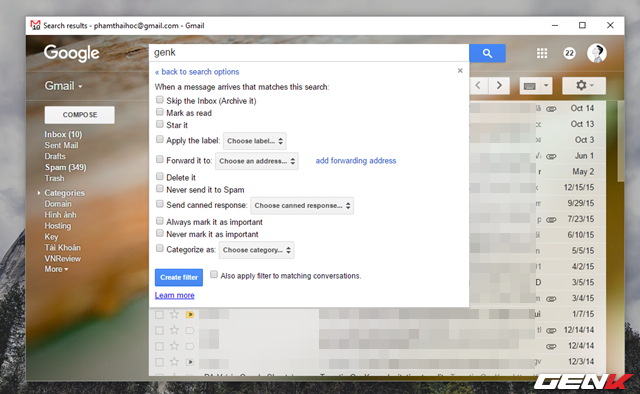 Search results - phamthaihoc@gmail.com - Gmail
Google
genk
22
Gmail
COMPOSE
Inbox (10)
Sent Mail
Drafts
Spam (349)
Trash
Categories
Domain
Hình ảnh
Hosting
Key
Tài Khoản
VNReview
More
« back to search options
×
When a message arrives that matches this search:
Skip the Inbox (Archive it)
Mark as read
Star it
Apply the label: Choose label...
Forward it to: Choose an address... add forwarding address
Delete it
Never send it to Spam
Send canned response: Choose canned response...
Always mark it as important
Never mark it as important
Categorize as: Choose category...
Create filter Also apply filter to matching conversations.
Learn more
Oct 14
Oct 13
Oct 3
Jun 1
May 2
12/15/15
9/29/15
7/23/15
6/10/15
5/5/15
4/2/15
3/5/15
3/4/15
1/7/15
12/14/14
12/4/14
12/3/14
GENK